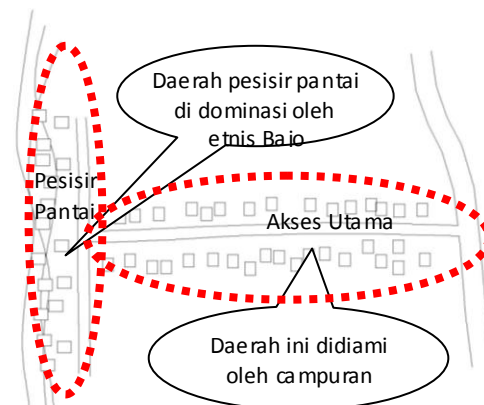 Daerah pesisir pantai
di dominasi oleh
etnis Bajo
Pesisir
Pantai
Akses Utama
Daerah ini didiami
oleh campuran